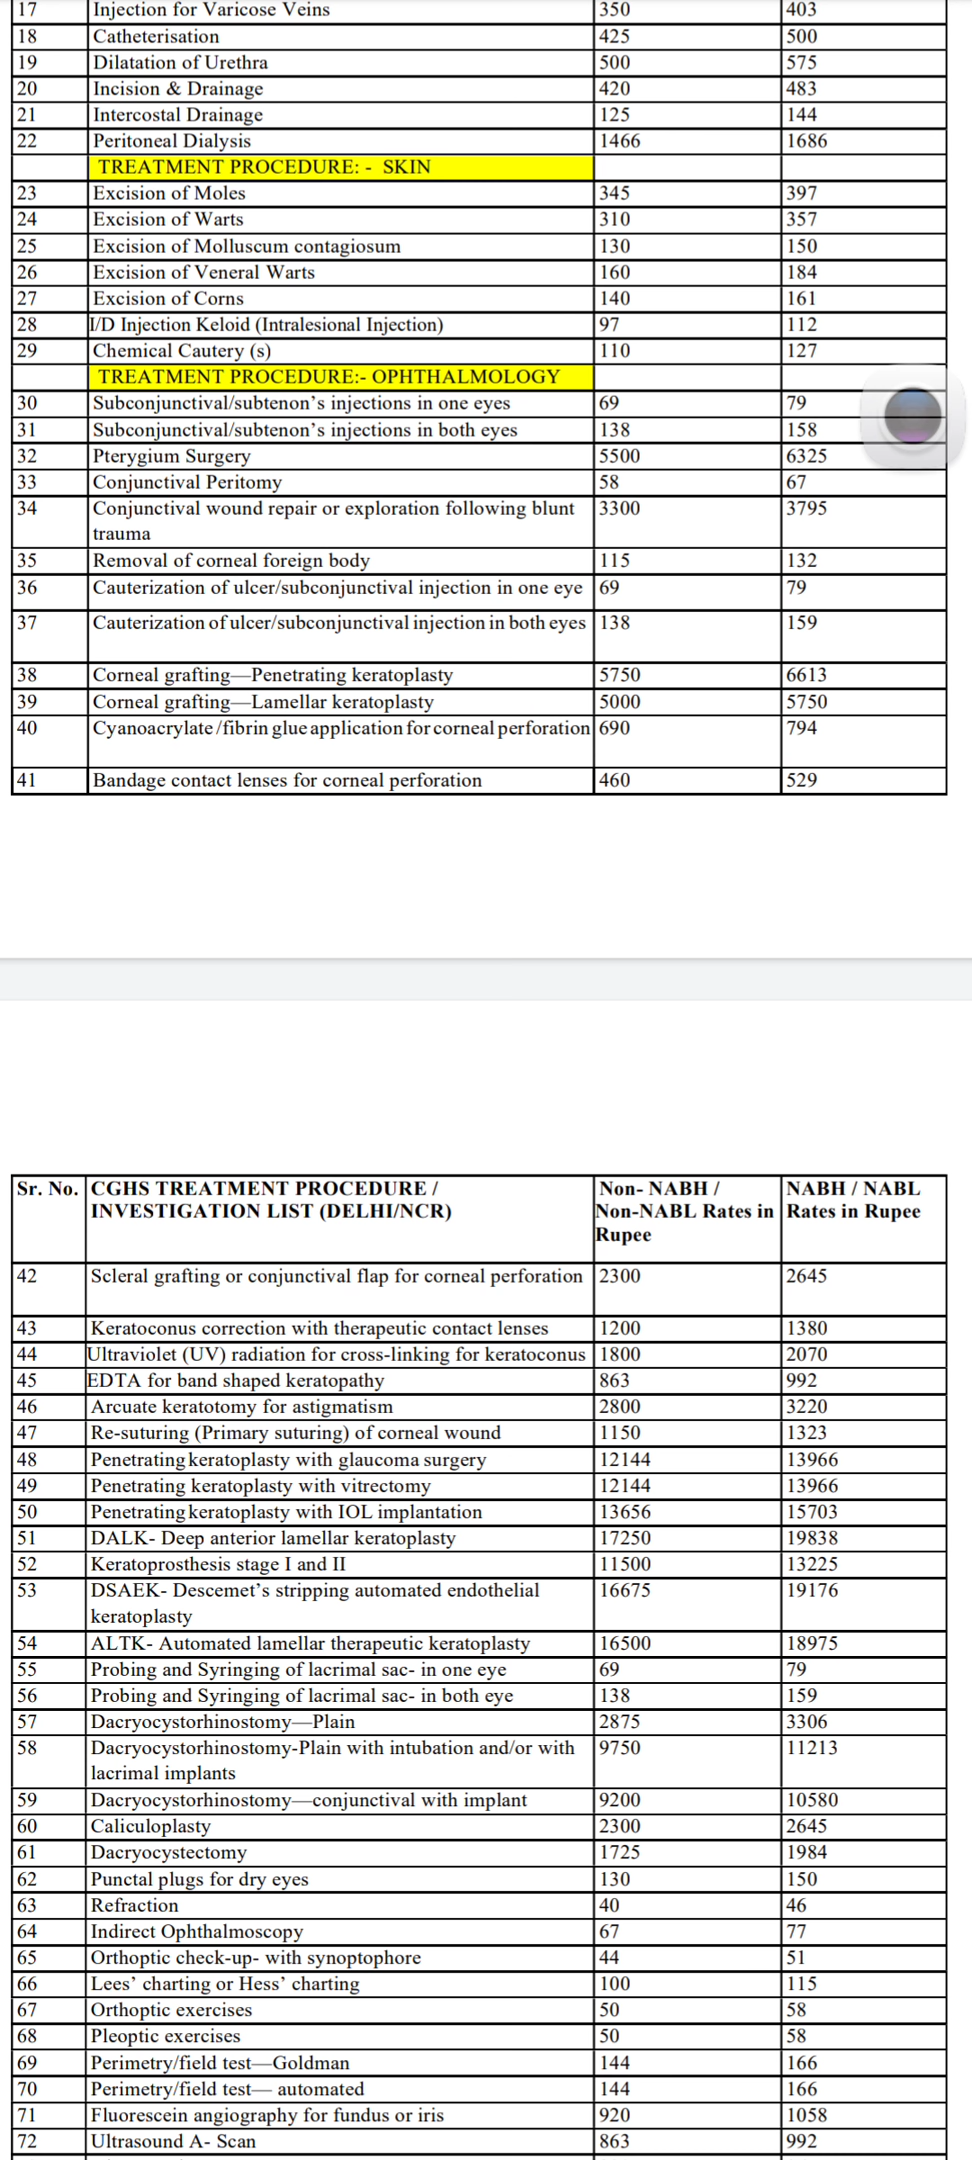 17 Injection for Varicose Veins 350 403
18 Catheterisation 425 500
19 Dilatation of Urethra 500 575
20 Incision & Drainage 420 483
21 Intercostal Drainage 125 144
22 Peritoneal Dialysis 1466 1686
TREATMENT PROCEDURE: - SKIN
23 Excision of Moles 345 397
24 Excision of Warts 310 357
25 Excision of Molluscum contagiosum 130 150
26 Excision of Veneral Warts 160 184
27 Excision of Corns 140 161
28 I/D Injection Keloid (Intralesional Injection) 97 112
29 Chemical Cautery (s) 110 127
TREATMENT PROCEDURE:- OPHTHALMOLOGY
30 Subconjunctival/subtenon’s injections in one eyes 69 79
31 Subconjunctival/subtenon’s injections in both eyes 138 158
32 Pterygium Surgery 5500 6325
33 Conjunctival Peritomy 58 67
34 Conjunctival wound repair or exploration following blunt 3300 3795
trauma
35 Removal of corneal foreign body 115 132
36 Cauterization of ulcer/subconjunctival injection in one eye 69 79
37 Cauterization of ulcer/subconjunctival injection in both eyes 138 159
38 Corneal grafting—Penetrating keratoplasty 5750 6613
39 Corneal grafting—Lamellar keratoplasty 5000 5750
40 Cyanoacrylate /fibrin glue application for corneal perforation 690 794
41 Bandage contact lenses for corneal perforation 460 529
Sr. No. CGHS TREATMENT PROCEDURE / Non- NABH / NABH / NABL
INVESTIGATION LIST (DELHI/NCR) Non-NABL Rates in Rates in Rupee
Rupee
42 Scleral grafting or conjunctival flap for corneal perforation 2300 2645
43 Keratoconus correction with therapeutic contact lenses 1200 1380
44 Ultraviolet (UV) radiation for cross-linking for keratoconus 1800 2070
45 EDTA for band shaped keratopathy 863 992
46 Arcuate keratotomy for astigmatism 2800 3220
47 Re-suturing (Primary suturing) of corneal wound 1150 1323
48 Penetrating keratoplasty with glaucoma surgery 12144 13966
49 Penetrating keratoplasty with vitrectomy 12144 13966
50 Penetrating keratoplasty with IOL implantation 13656 15703
51 DALK- Deep anterior lamellar keratoplasty 17250 19838
52 Keratoprosthesis stage I and II 11500 13225
53 DSAEK- Descemet’s stripping automated endothelial 16675 19176
keratoplasty
54 ALTK- Automated lamellar therapeutic keratoplasty 16500 18975
55 Probing and Syringing of lacrimal sac- in one eye 69 79
56 Probing and Syringing of lacrimal sac- in both eye 138 159
57 Dacryocystorhinostomy—Plain 2875 3306
58 Dacryocystorhinostomy-Plain with intubation and/or with 9750 11213
lacrimal implants
59 Dacryocystorhinostomy—conjunctival with implant 9200 10580
60 Caliculoplasty 2300 2645
61 Dacryocystectomy 1725 1984
62 Punctal plugs for dry eyes 130 150
63 Refraction 40 46
64 Indirect Ophthalmoscopy 67 77
65 Orthoptic check-up- with synoptophore 44 51
66 Lees’ charting or Hess’ charting 100 115
67 Orthoptic exercises 50 58
68 Pleoptic exercises 50 58
69 Perimetry/field test—Goldman 144 166
70 Perimetry/field test— automated 144 166
71 Fluorescein angiography for fundus or iris 920 1058
72 Ultrasound A- Scan 863 992